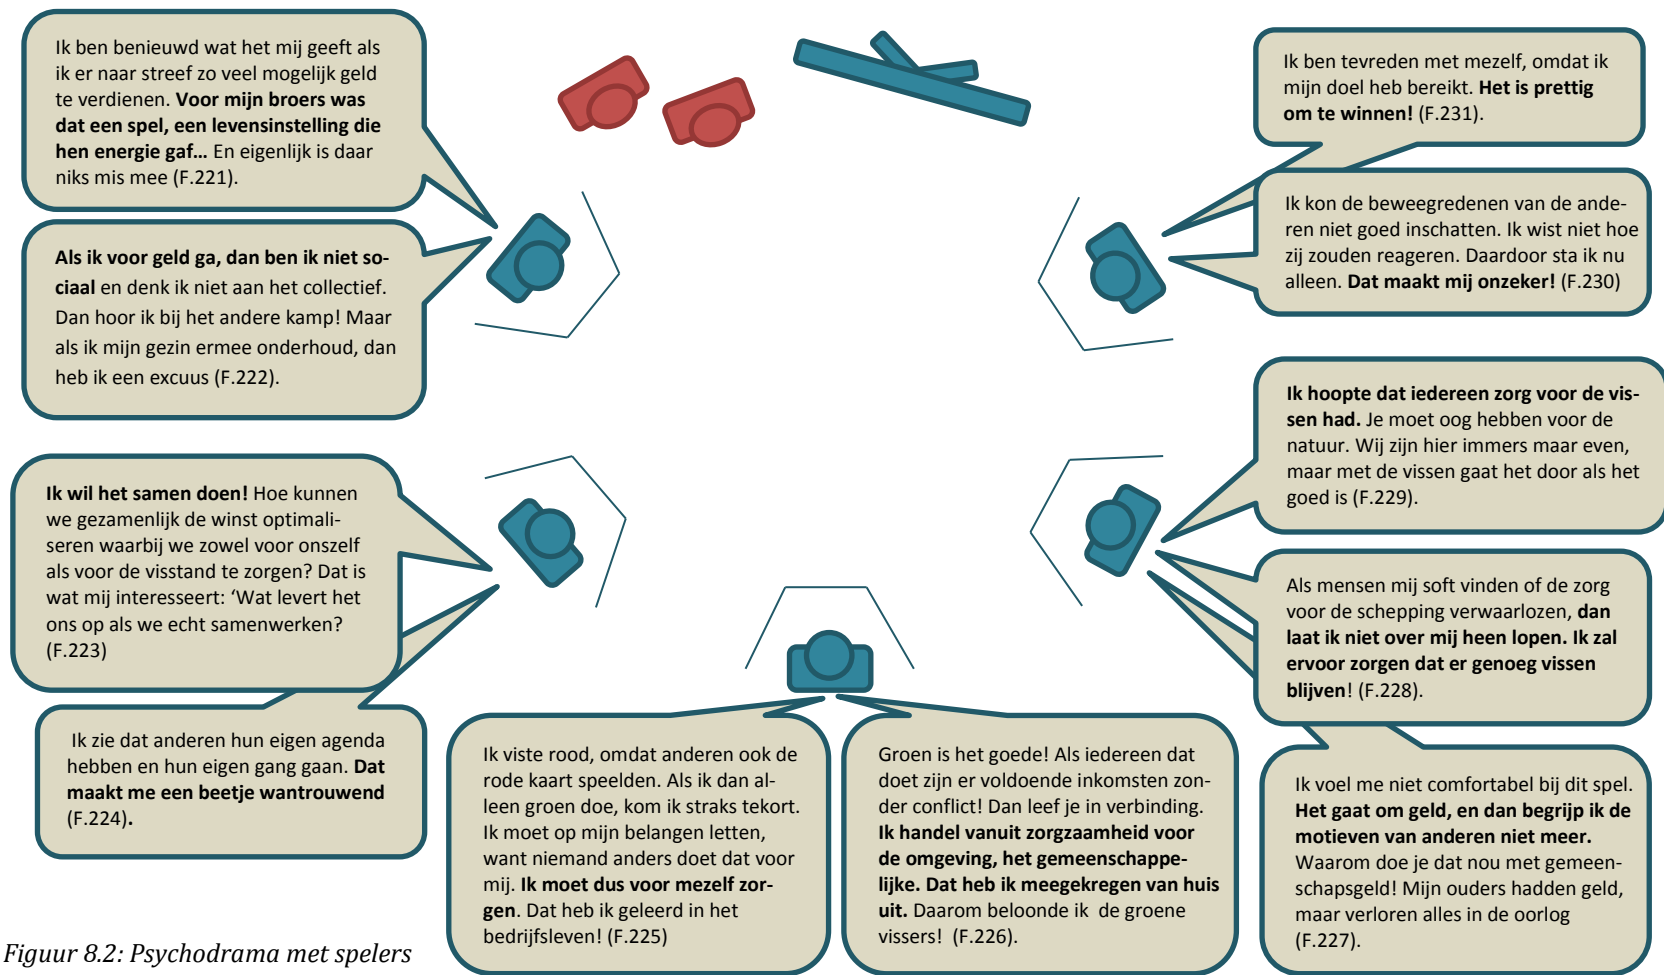 Ik ben benieuwd wat het mij geeft als
ik er naar streef zo veel mogelijk geld
te verdienen. Voor mijn broers was
dat een spel, een levensinstelling die
hen energie gaf... En eigenlijk is daar
niks mis mee (F.221).
Als ik voor geld ga, dan ben ik niet so-
ciaal en denk ik niet aan het collectief.
Dan hoor ik bij het andere kamp! Maar
als ik mijn gezin ermee onderhoud, dan
heb ik een excuus (F.222).
Ik wil het samen doen! Hoe kunnen
we gezamenlijk de winst optimali-
seren waarbij we zowel voor onszelf
als voor de visstand te zorgen? Dat is
wat mij interesseert: ‘Wat levert het
ons op als we echt samenwerken?
(F.223)
Ik zie dat anderen hun eigen agenda
hebben en hun eigen gang gaan. Dat
maakt me een beetje wantrouwend
(F.224).
Ik viste rood, omdat anderen ook de
rode kaart speelden. Als ik dan al-
leen groen doe, kom ik straks tekort.
Ik moet op mijn belangen letten,
want niemand anders doet dat voor
mij. Ik moet dus voor mezelf zor-
gen. Dat heb ik geleerd in het
bedrijfsleven! (F.225)
Groen is het goede! Als iedereen dat
doet zijn er voldoende inkomsten zon-
der conflict! Dan leef je in verbinding.
Ik handel vanuit zorgzaamheid voor
de omgeving, het gemeenschappe-
lijke. Dat heb ik meegekregen van huis
uit. Daarom beloonde ik de groene
vissers! (F.226).
Ik voel me niet comfortabel bij dit spel.
Het gaat om geld, en dan begrijp ik de
motieven van anderen niet meer.
Waarom doe je dat nou met gemeen-
schapsgeld! Mijn ouders hadden geld,
maar verloren alles in de oorlog
(F.227).
Als mensen mij soft vinden of de zorg
voor de schepping verwaarlozen, dan
laat ik niet over mij heen lopen. Ik zal
ervoor zorgen dat er genoeg vissen
blijven! (F.228).
Ik hoopte dat iedereen zorg voor de vis-
sen had. Je moet oog hebben voor de
natuur. Wij zijn hier immers maar even,
maar met de vissen gaat het door als het
goed is (F.229).
Ik kon de beweegredenen van de ande-
ren niet goed inschatten. Ik wist niet hoe
zij zouden reageren. Daardoor sta ik nu
alleen. Dat maakt mij onzeker! (F.230)
Ik ben tevreden met mezelf, omdat ik
mijn doel heb bereikt. Het is prettig
om te winnen! (F.231).
Figuur 8.2: Psychodrama met spelers